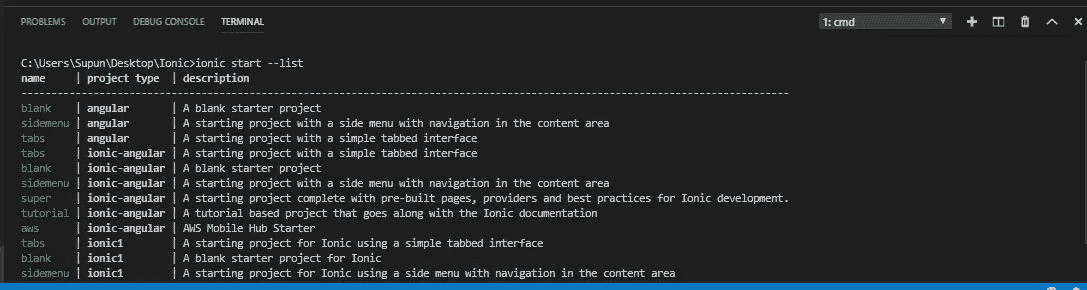 PROBLEMS OUTPUT DEBUG CONSOLE TERMINAL 1: cmd
C:\Users\Supun\Desktop\Ionic>ionic start --list
name | project type | description
--------------------------------------------------------------------------------
blank | angular | A blank starter project
sidemenu | angular | A starting project with a side menu with navigation in the content area
tabs | angular | A starting project with a simple tabbed interface
tabs | ionic-angular | A starting project with a simple tabbed interface
blank | ionic-angular | A blank starter project
sidemenu | ionic-angular | A starting project with a side menu with navigation in the content area
super | ionic-angular | A starting project complete with pre-built pages, providers and best practices for Ionic development.
tutorial | ionic-angular | A tutorial based project that goes along with the Ionic documentation
aws | ionic-angular | AWS Mobile Hub Starter
tabs | ionic1 | A starting project for Ionic using a simple tabbed interface
blank | ionic1 | A blank starter project for Ionic
sidemenu | ionic1 | A starting project for Ionic using a side menu with navigation in the content area